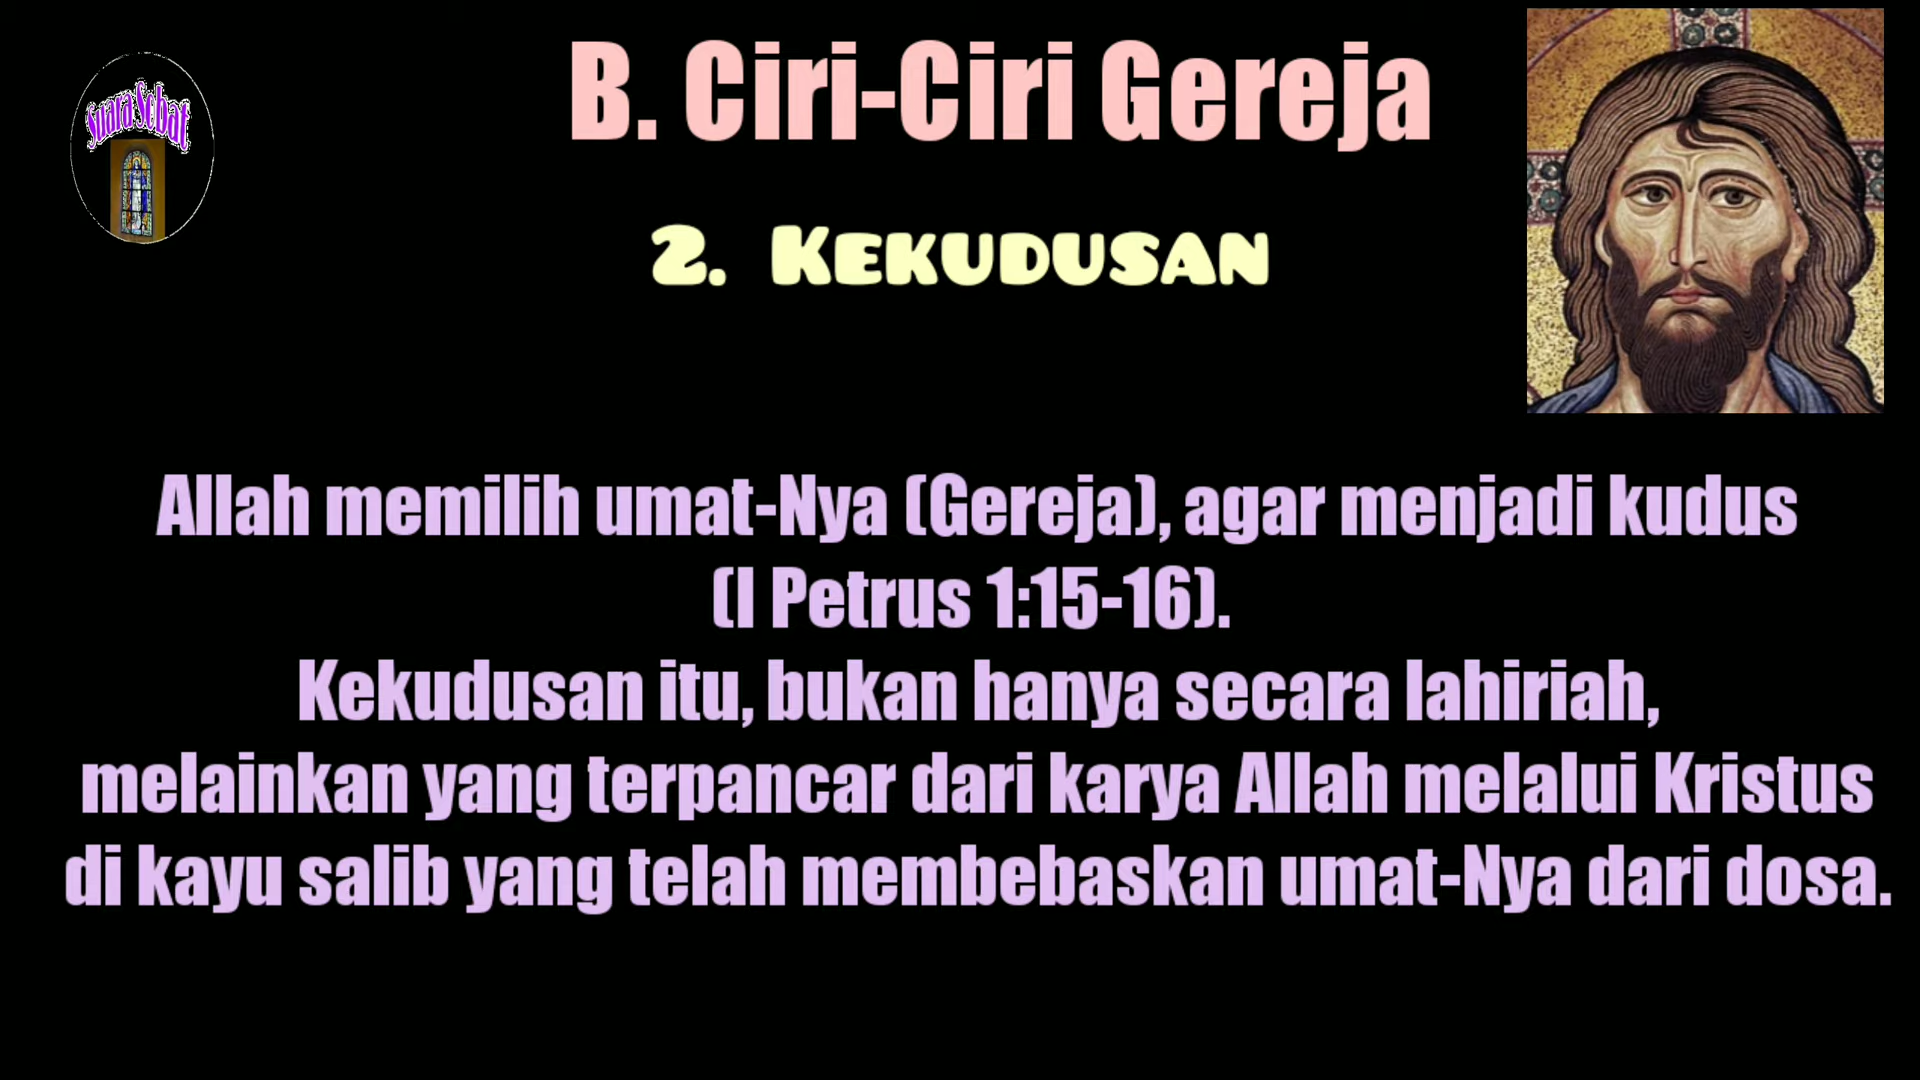 Suara Sobat
B. Ciri-Ciri Gereja
2. Kekudusan
Allah memilih umat-Nya (Gereja), agar menjadi kudus
(I Petrus 1:15-16).
Kekudusan itu, bukan hanya secara lahiriah,
melainkan yang terpancar dari karya Allah melalui Kristus
di kayu salib yang telah membebaskan umat-Nya dari dosa.